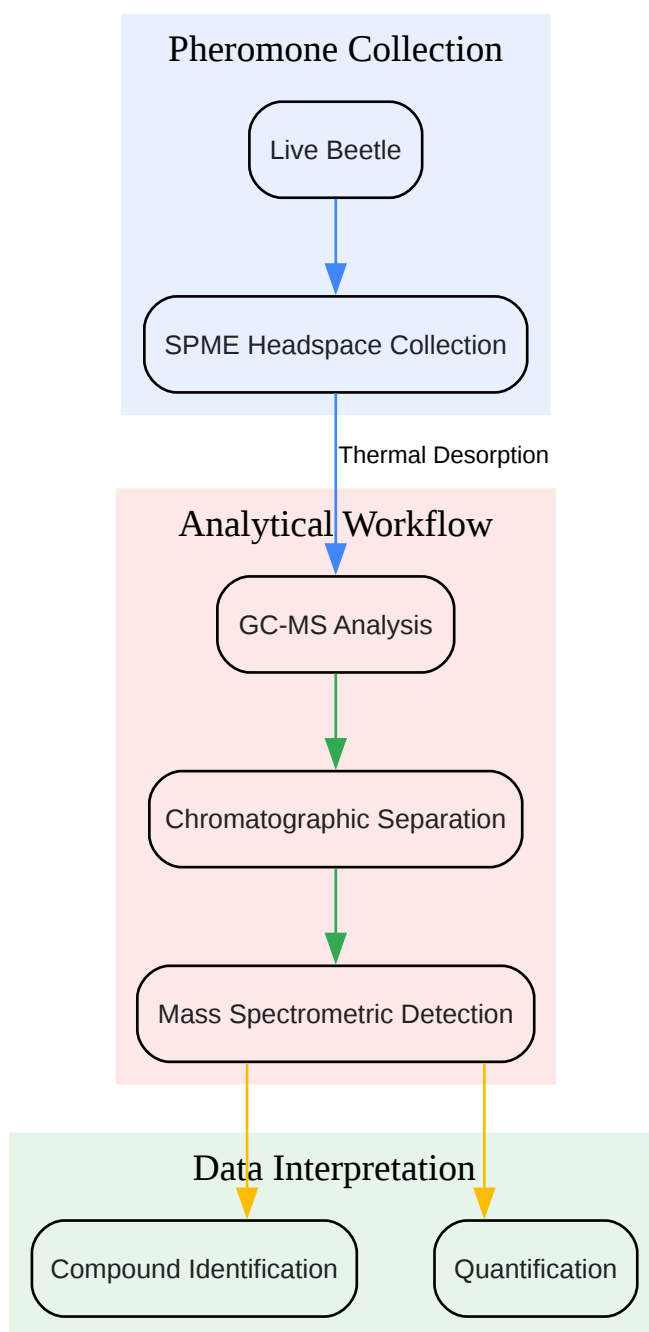 Pheromone Collection
Live Beetle
SPME Headspace Collection
Thermal Desorption
Analytical Workflow
GC-MS Analysis
Chromatographic Separation
Mass Spectrometric Detection
Data Interpretation
Compound Identification
Quantification